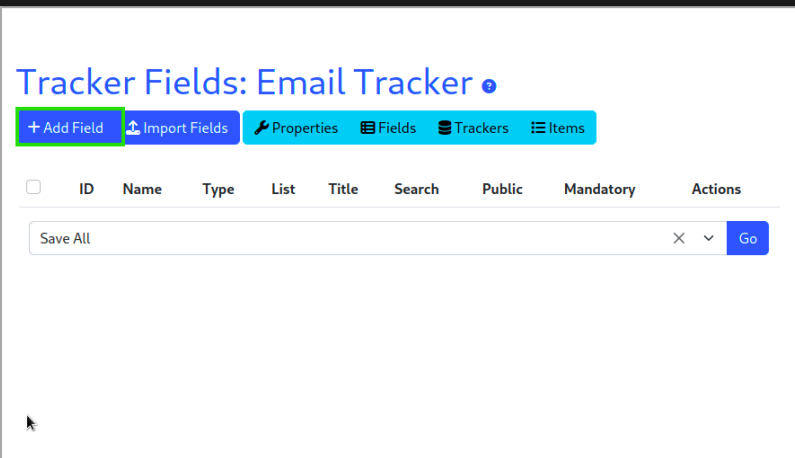 Tracker Fields: Email Tracker ?
+ Add Field Import Fields Properties Fields Trackers Items
ID Name Type List Title Search Public Mandatory Actions
Save All Go